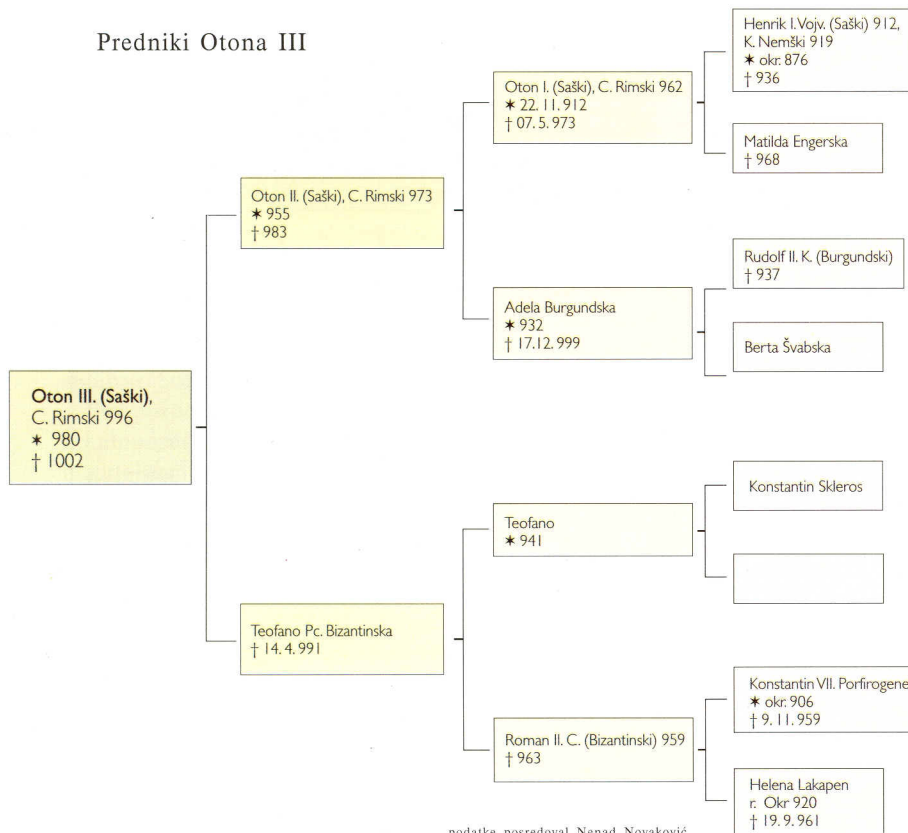 Predniki Otona III
Henrik I. Vojv. (Saški) 912,
K. Nemški 919
✶ okr. 876
† 936
Oton I. (Saški), C. Rimski 962
✶ 22. 11. 912
† 07. 5. 973
Matilda Engerska
† 968
Oton II. (Saški), C. Rimski 973
✶ 955
† 983
Rudolf II. K. (Burgundski)
† 937
Adela Burgundska
✶ 932
† 17.12. 999
Berta Švabska
Oton III. (Saški),
C. Rimski 996
✶ 980
† 1002
Konstantin Skleros
Teofano
✶ 941
Teofano Pc. Bizantinska
† 14. 4. 991
Konstantin VII. Porfirogene
✶ okr. 906
† 9. 11. 959
Roman II. C. (Bizantinski) 959
† 963
Helena Lakapen
r. Okr 920
† 19. 9. 961
podatke posredoval Nenad Novaković